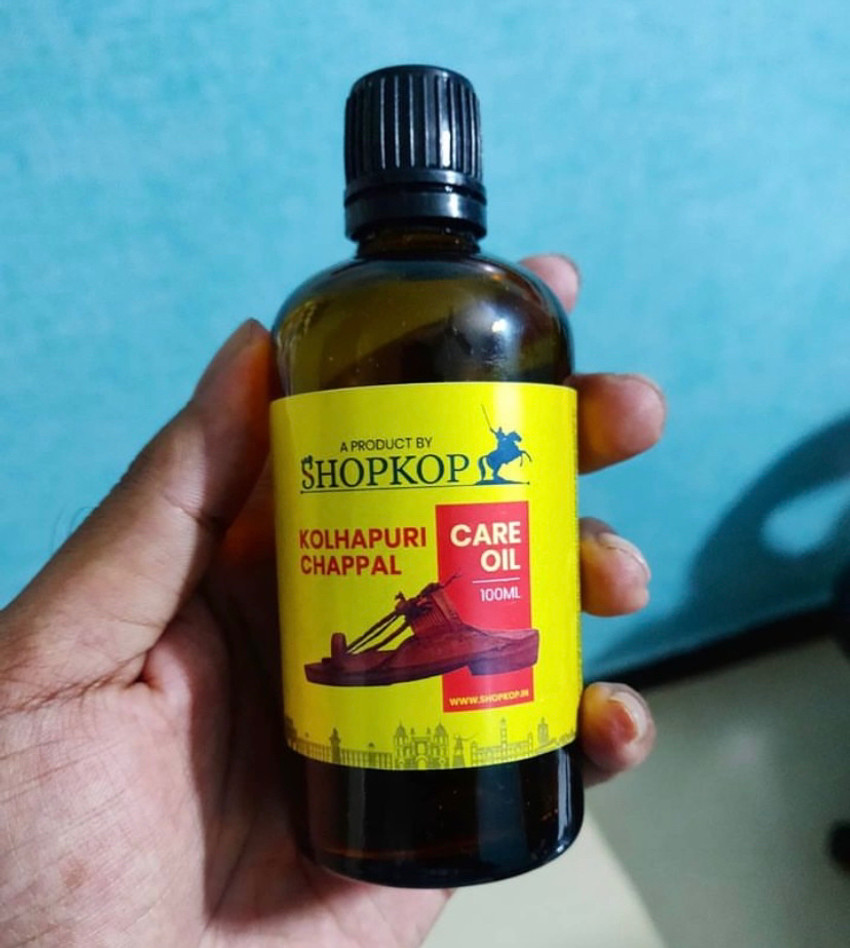 A PRODUCT BY
SHOPKOP
KOLHAPURI
CHAPPAL
CARE
OIL
100ML
WWW.SHOPKOP.IN